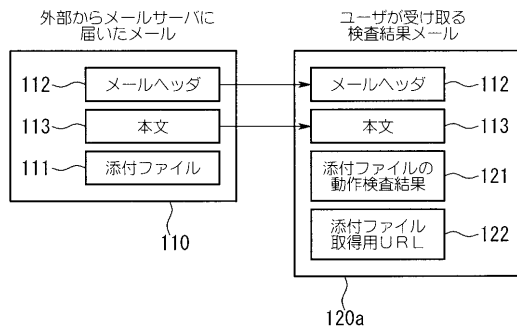 外部からメールサーバに
届いたメール
112
メールヘッダ
113
本文
111
添付ファイル
110
ユーザが受け取る
検査結果メール
メールヘッダ
112
本文
113
添付ファイルの
動作検査結果
121
添付ファイル
取得用URL
122
120a